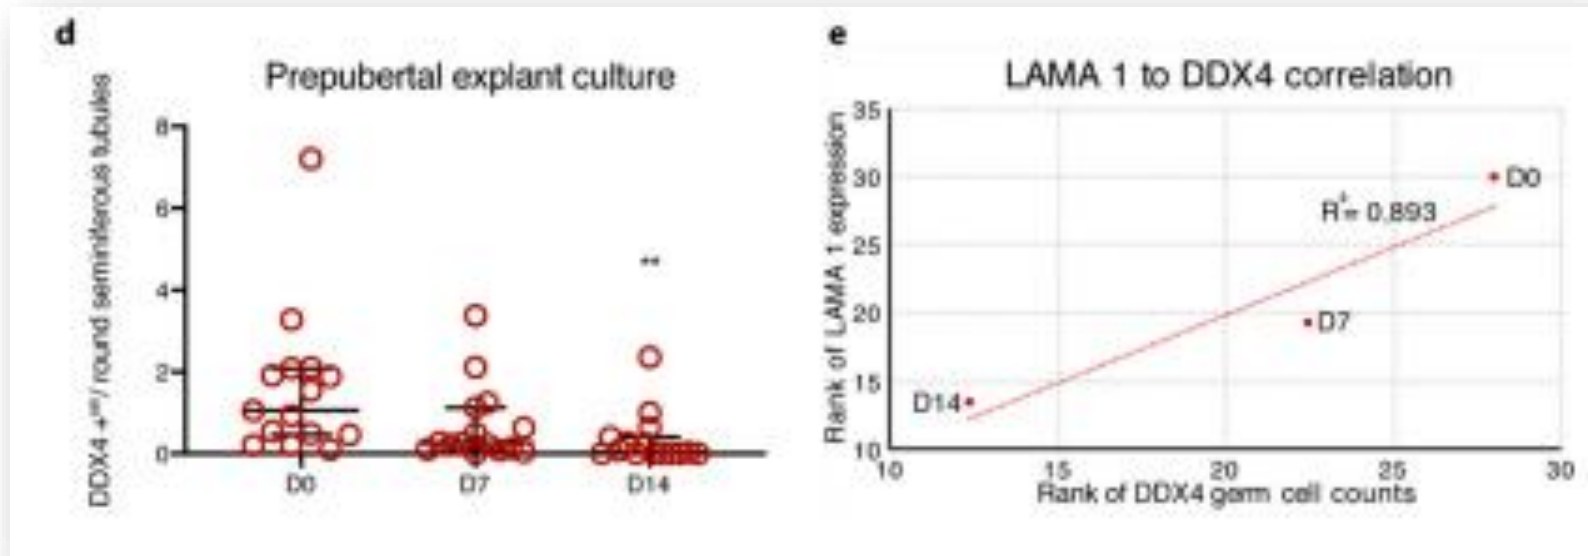 d
Prepubertal explant culture
DDX4 +ᵛᵉ/ round seminiferous tubules
8
6
4
2
0
**
D0
D7
D14
e
LAMA 1 to DDX4 correlation
Rank of LAMA 1 expression
35
30
25
20
15
10
D0
R²= 0.893
D7
D14
10
15
20
25
30
Rank of DDX4 germ cell counts